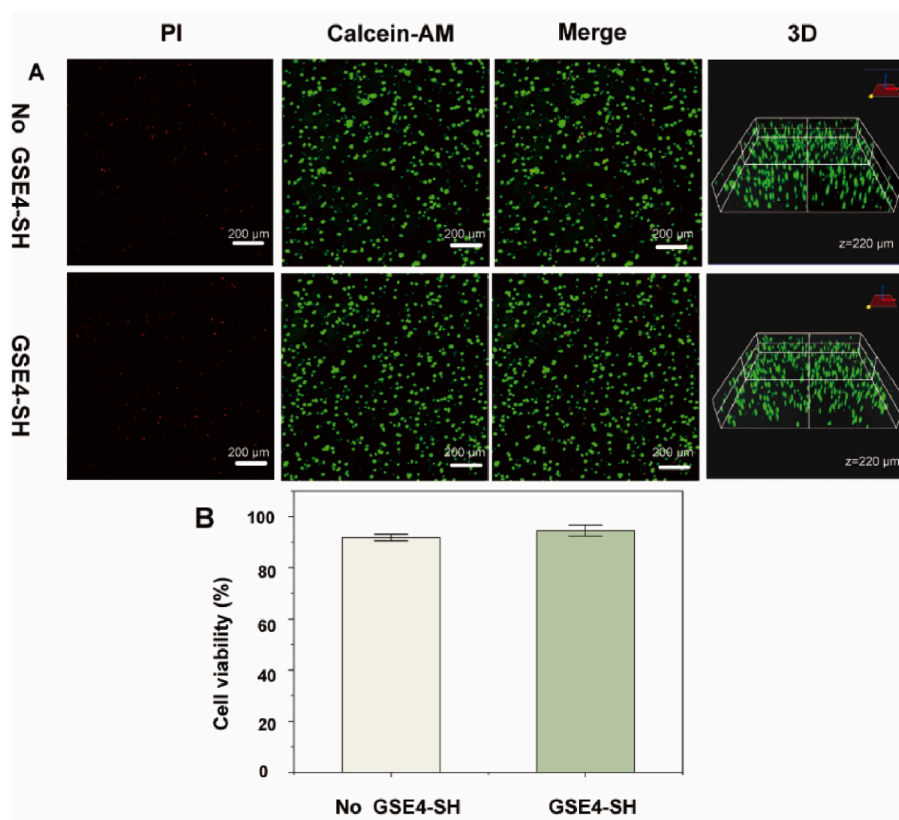 PI Calcein-AM Merge 3D
A
No GSE4-SH
200 µm 200 µm 200 µm z=220 µm
GSE4-SH
200 µm 200 µm 200 µm z=220 µm
B
Cell viability (%)
100
80
60
40
20
0
No GSE4-SH GSE4-SH